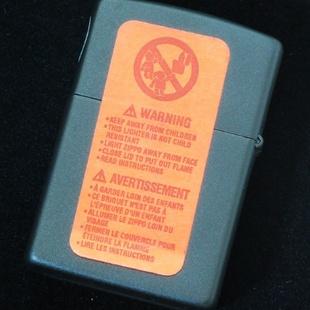 ⚠ WARNING
• KEEP AWAY FROM CHILDREN
• THIS LIGHTER IS NOT CHILD
RESISTANT
• LIGHT ZIPPO AWAY FROM FACE
• CLOSE LID TO PUT OUT FLAME
• READ INSTRUCTIONS
⚠ AVERTISSEMENT
• À GARDER LOIN DES ENFANTS
• CE BRIQUET N'EST PAS À
L'ÉPREUVE D'UN ENFANT
• ALLUMER LE ZIPPO LOIN DU
VISAGE
• FERMER LE COUVERCLE POUR
ÉTEINDRE LA FLAMME
• LIRE LES INSTRUCTIONS